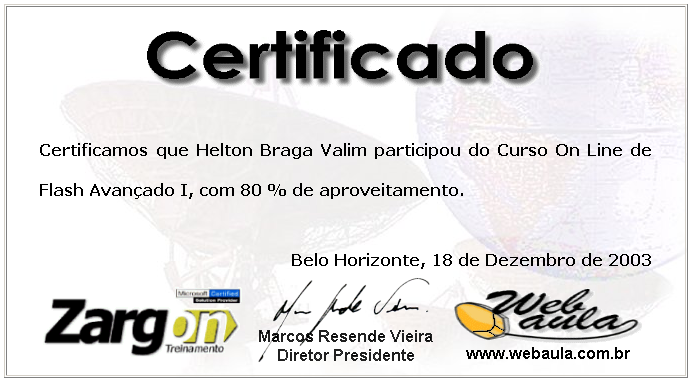 Certificado
Certificamos que Helton Braga Valim participou do Curso On Line de
Flash Avançado I, com 80 % de aproveitamento.
Belo Horizonte, 18 de Dezembro de 2003
Microsoft Certified
Solution Provider
Zargon
Treinamento
Marcos Resende Vieira
Diretor Presidente
Web
aula
www.webaula.com.br